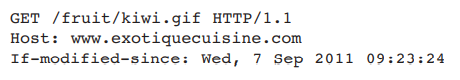 GET /fruit/kiwi.gif HTTP/1.1
Host: www.exotiquecuisine.com
If-modified-since: Wed, 7 Sep 2011 09:23:24